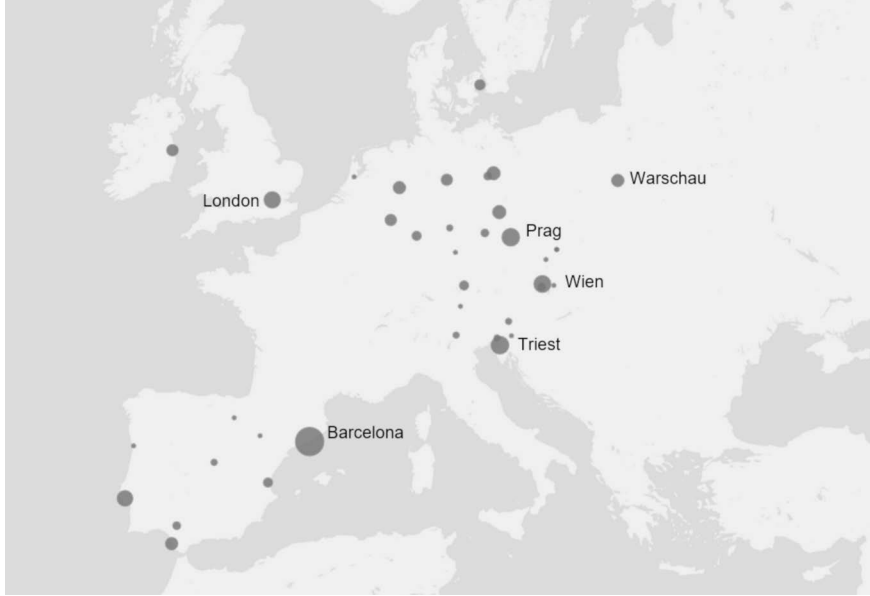 Warschau
London
Prag
Wien
Triest
Barcelona